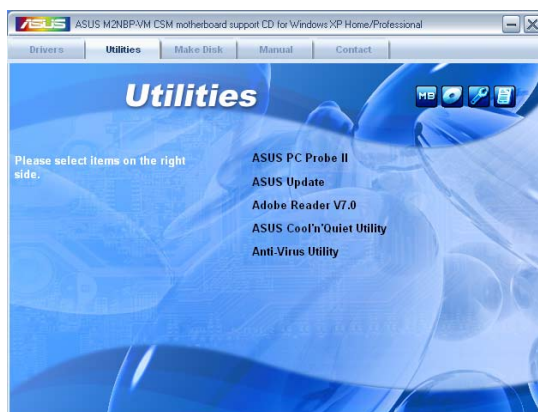 ASUS ASUS M2NBP-VM CSM motherboard support CD for Windows XP Home/Professional
Drivers Utilities Make Disk Manual Contact
Utilities
MB
Please select items on the right
side.
ASUS PC Probe II
ASUS Update
Adobe Reader V7.0
ASUS Cool'n'Quiet Utility
Anti-Virus Utility